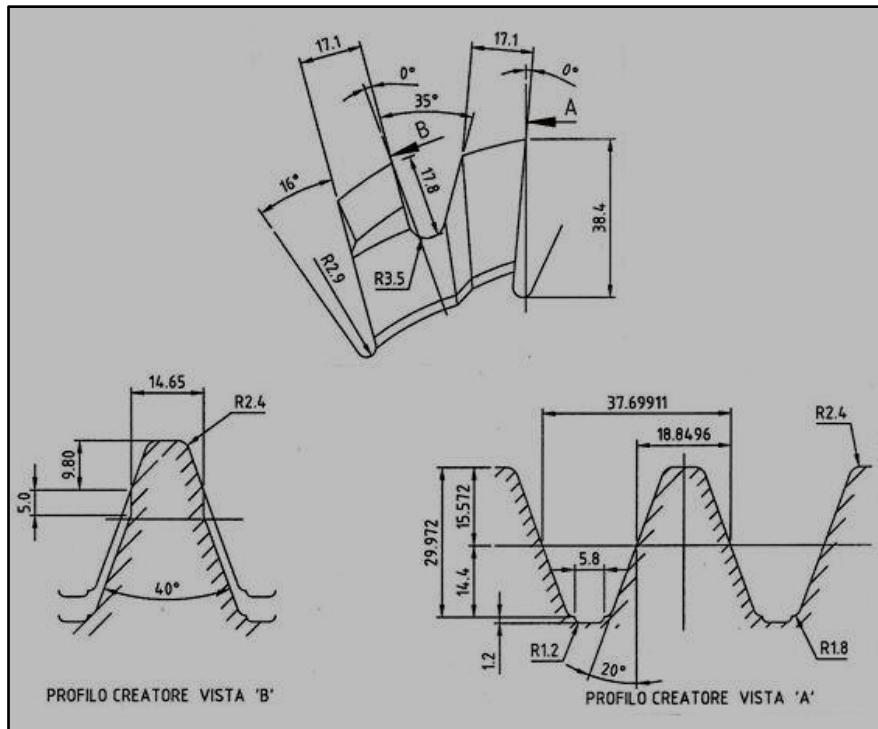 17.1
17.1
0°
0°
35°
B
A
17.8
16°
38.4
R2.9
R3.5
14.65
R2.4
9.80
5.0
40°
PROFILO CREATORE VISTA 'B'
37.69911
18.8496
R2.4
29.972
15.572
5.8
14.4
1.2
R1.2
20°
R1.8
PROFILO CREATORE VISTA 'A'